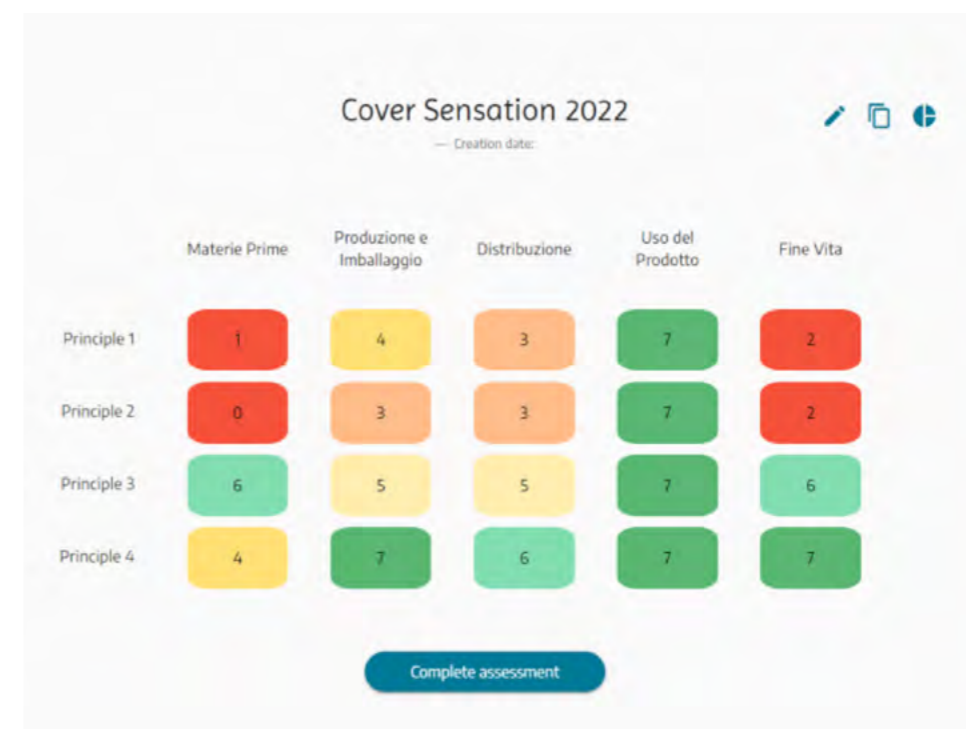 Cover Sensation 2022
— Creation date:
Materie Prime
Produzione e
Imballaggio
Distribuzione
Uso del
Prodotto
Fine Vita
Principle 1 1 4 3 7 2
Principle 2 0 3 3 7 2
Principle 3 6 5 5 7 6
Principle 4 4 7 6 7 7
Complete assessment